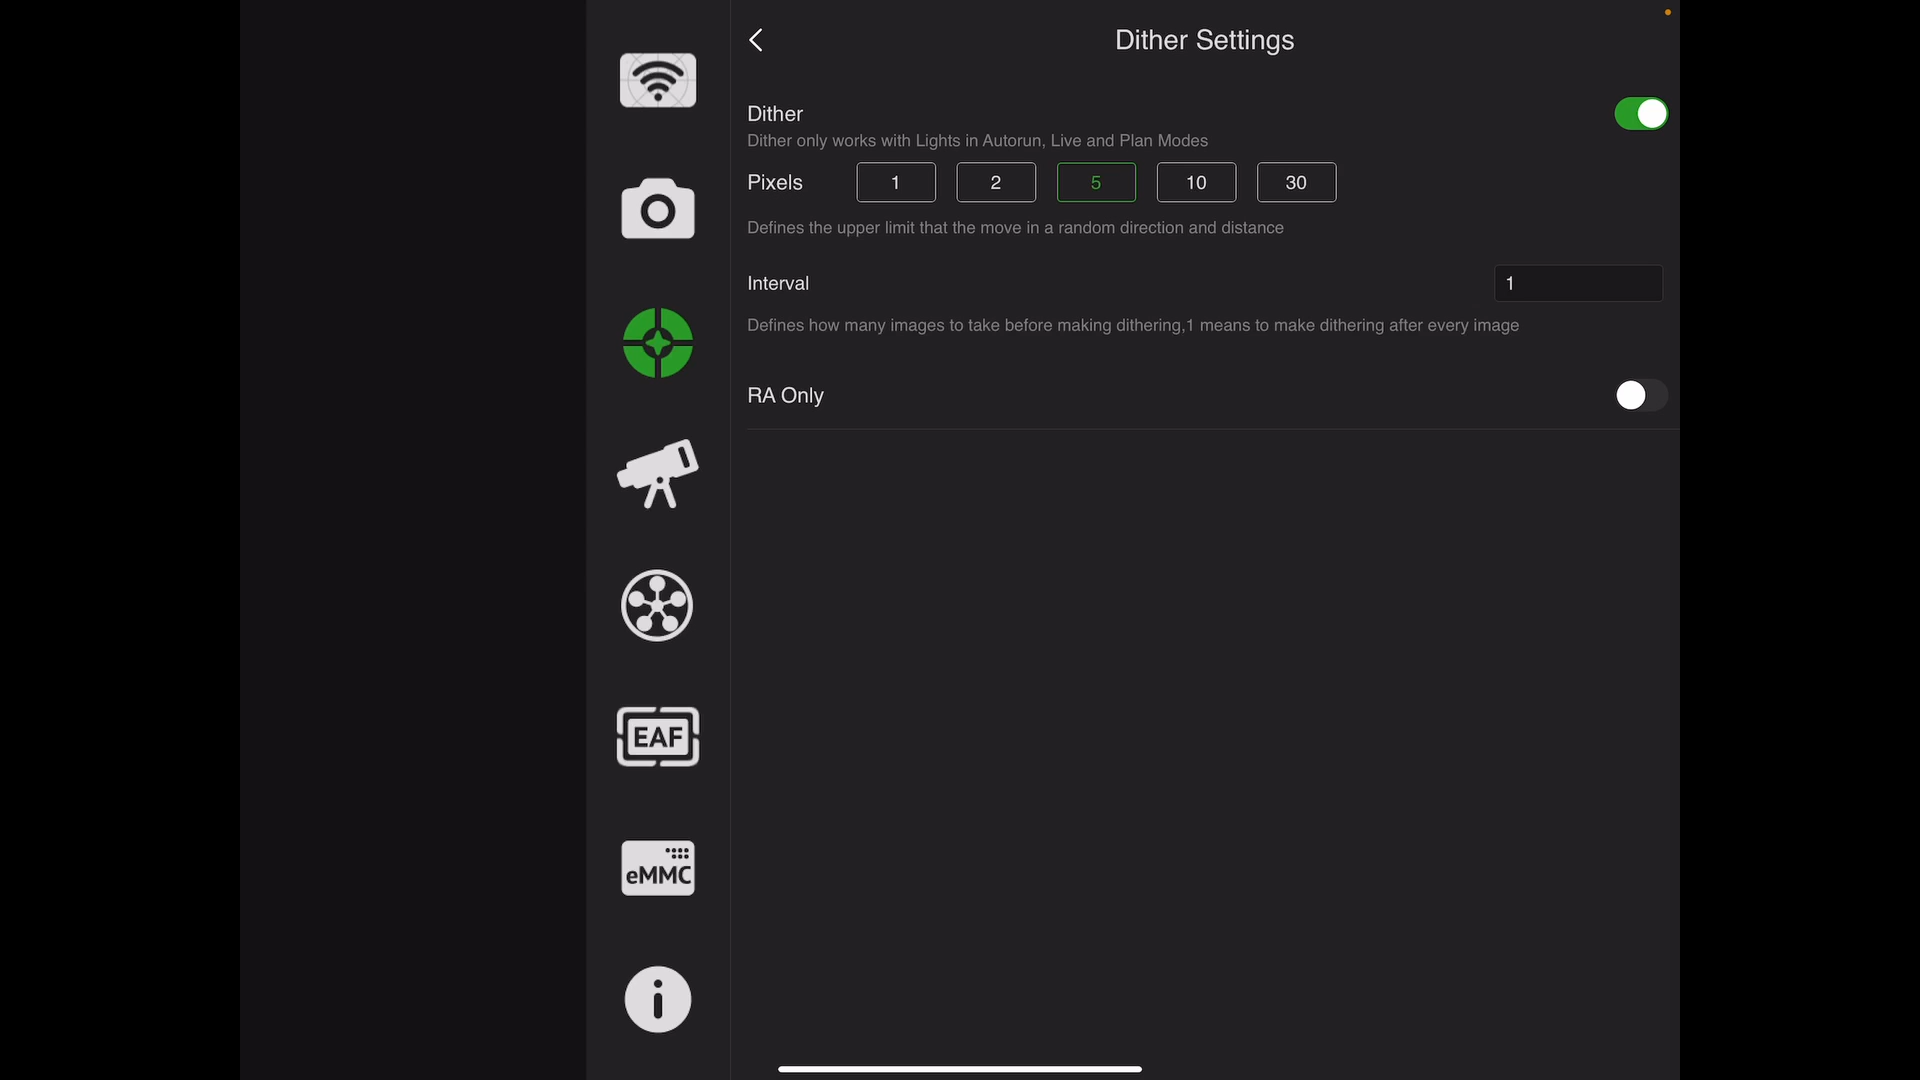 Dither Settings
Dither
Dither only works with Lights in Autorun, Live and Plan Modes
Pixels 1 2 5 10 30
Defines the upper limit that the move in a random direction and distance
Interval 1
Defines how many images to take before making dithering,1 means to make dithering after every image
RA Only
EAF
eMMC